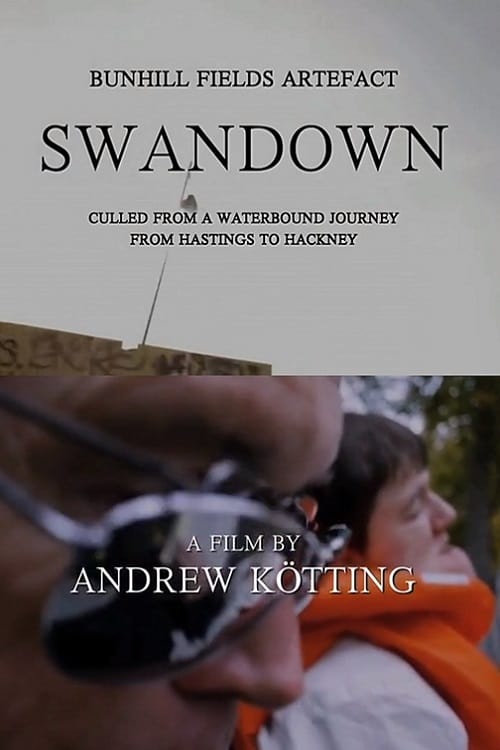 BUNHILL FIELDS ARTEFACT
SWANDOWN
CULLED FROM A WATERBOUND JOURNEY
FROM HASTINGS TO HACKNEY
A FILM BY
ANDREW KÖTTING